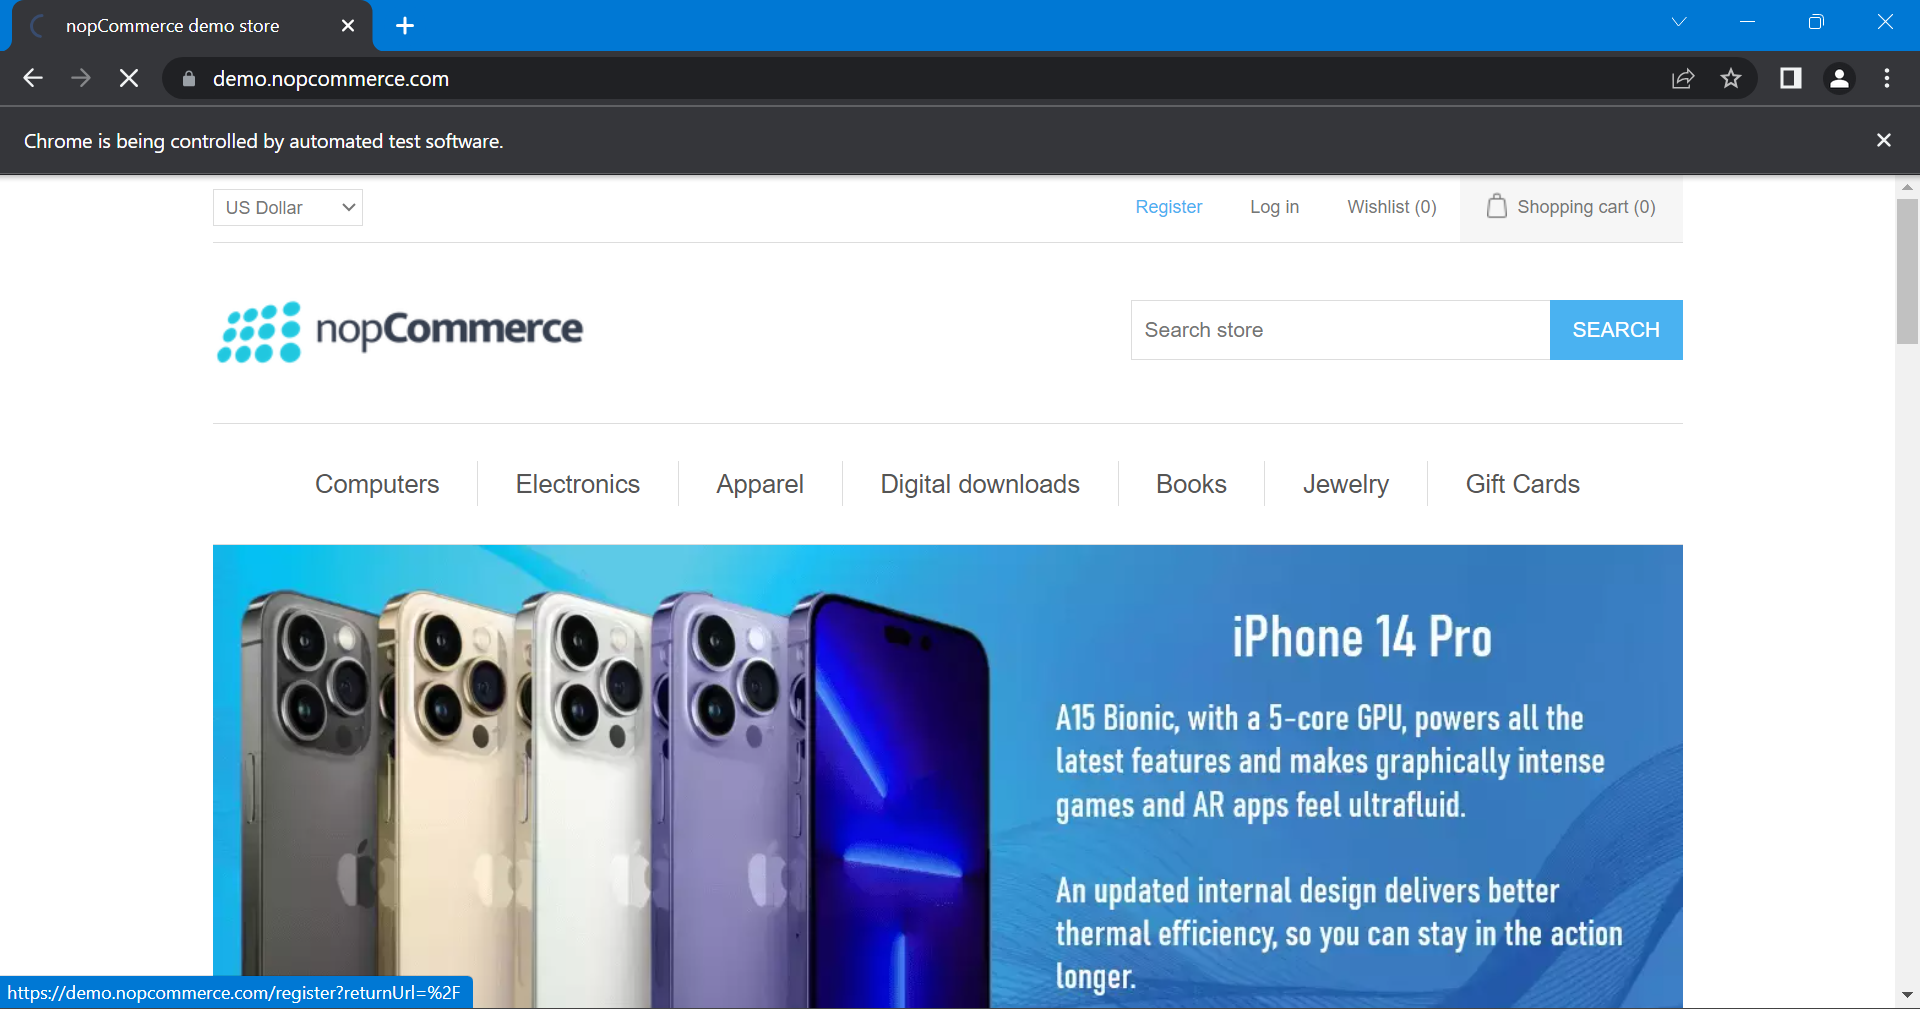 nopCommerce demo store
demo.nopcommerce.com
Chrome is being controlled by automated test software.
US Dollar
Register
Log in
Wishlist (0)
Shopping cart (0)
nopCommerce
Search store
SEARCH
Computers
Electronics
Apparel
Digital downloads
Books
Jewelry
Gift Cards
iPhone 14 Pro
A15 Bionic, with a 5-core GPU, powers all the
latest features and makes graphically intense
games and AR apps feel ultrafluid.
An updated internal design delivers better
thermal efficiency, so you can stay in the action
longer.
https://demo.nopcommerce.com/register?returnUrl=%2F